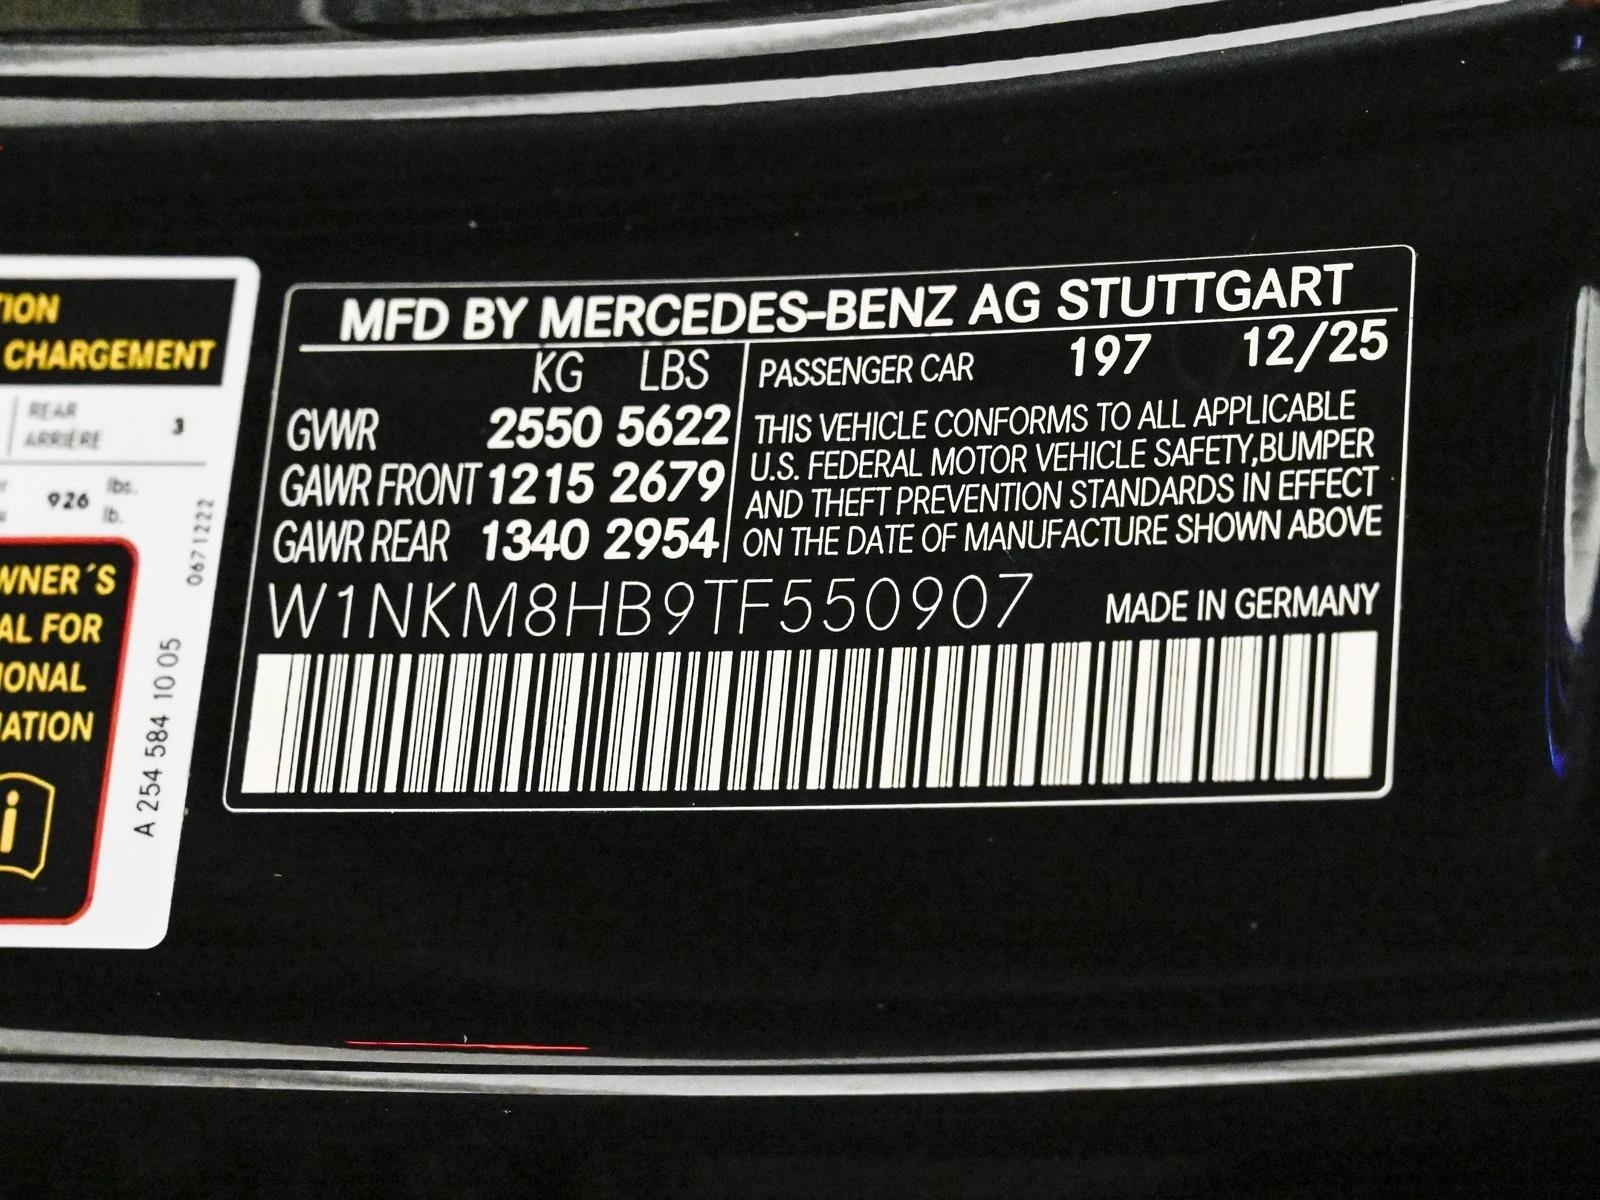 TION
CHARGEMENT
REAR
ARRIÈRE
3
926
lbs.
lb.
0671222
WNER´S
AL FOR
IONAL
MATION
i
A 254 584 10 05
MFD BY MERCEDES-BENZ AG STUTTGART
KG LBS
GVWR 2550 5622
GAWR FRONT 1215 2679
GAWR REAR 1340 2954
PASSENGER CAR 197 12/25
THIS VEHICLE CONFORMS TO ALL APPLICABLE
U.S. FEDERAL MOTOR VEHICLE SAFETY,BUMPER
AND THEFT PREVENTION STANDARDS IN EFFECT
ON THE DATE OF MANUFACTURE SHOWN ABOVE
W1NKM8HB9TF550907
MADE IN GERMANY